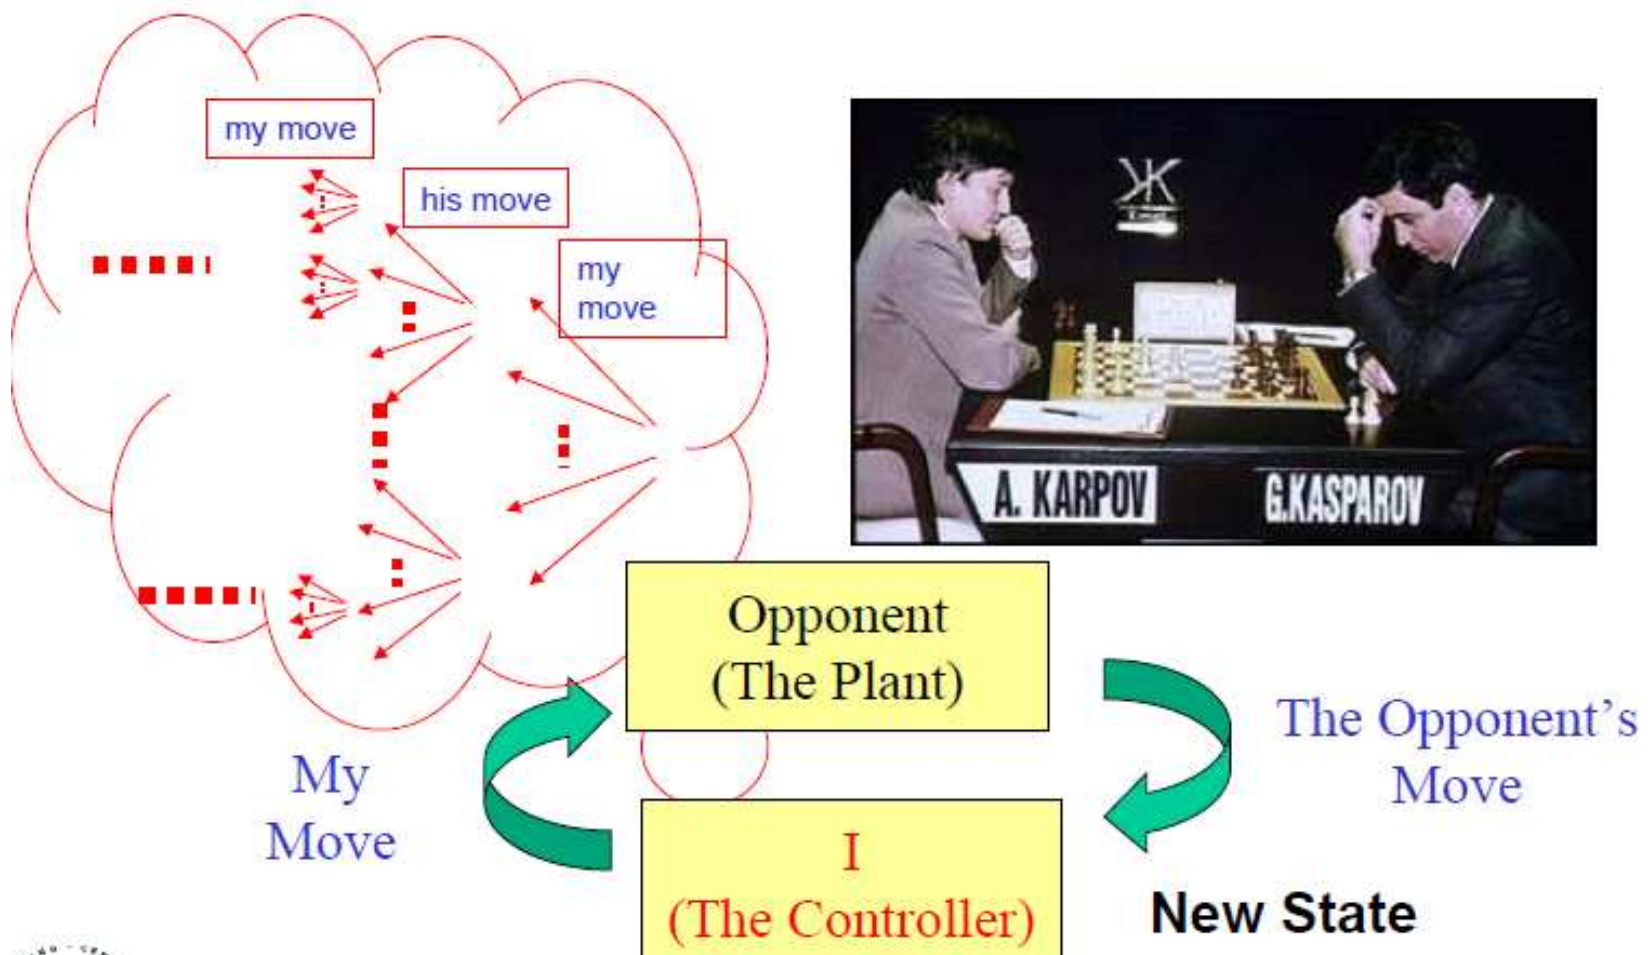 my move
his move
my
move
A. KARPOV
G.KASPAROV
Opponent
(The Plant)
The Opponent's
Move
My
Move
I
(The Controller)
New State